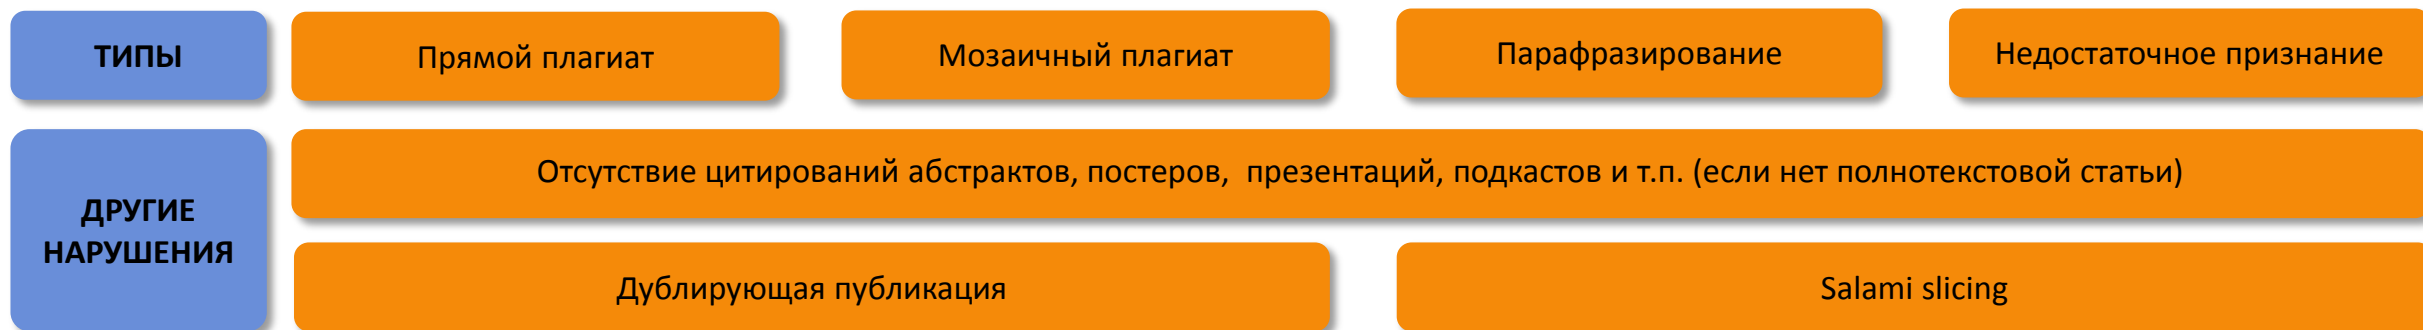 ТИПЫ
Прямой плагиат
Мозаичный плагиат
Парафразирование
Недостаточное признание
ДРУГИЕ
НАРУШЕНИЯ
Отсутствие цитирований абстрактов, постеров, презентаций, подкастов и т.п. (если нет полнотекстовой статьи)
Дублирующая публикация
Salami slicing